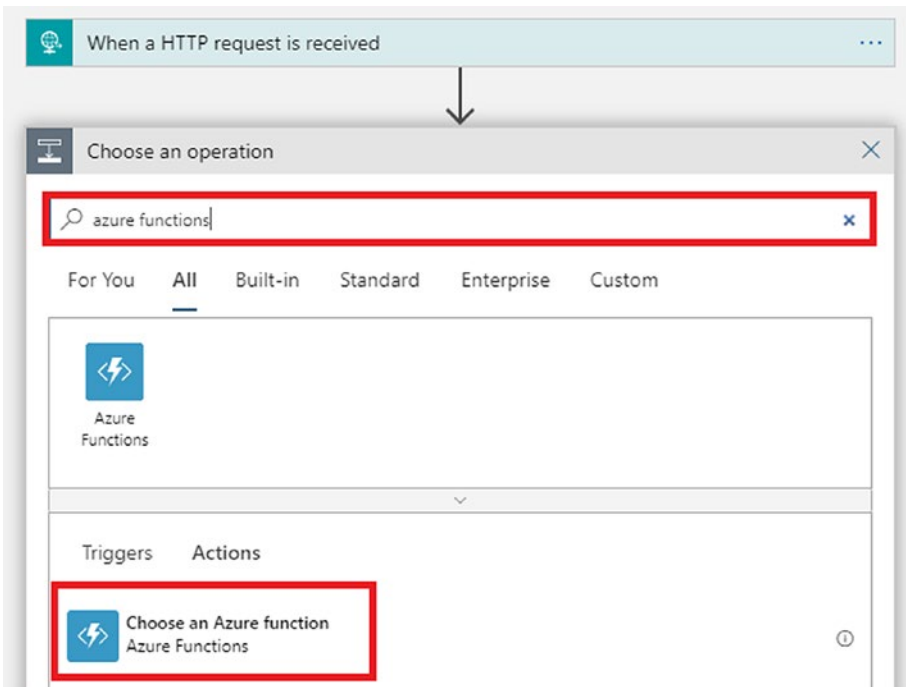 When a HTTP request is received
Choose an operation
azure functions
For You All Built-in Standard Enterprise Custom
Azure
Functions
Triggers Actions
Choose an Azure function
Azure Functions